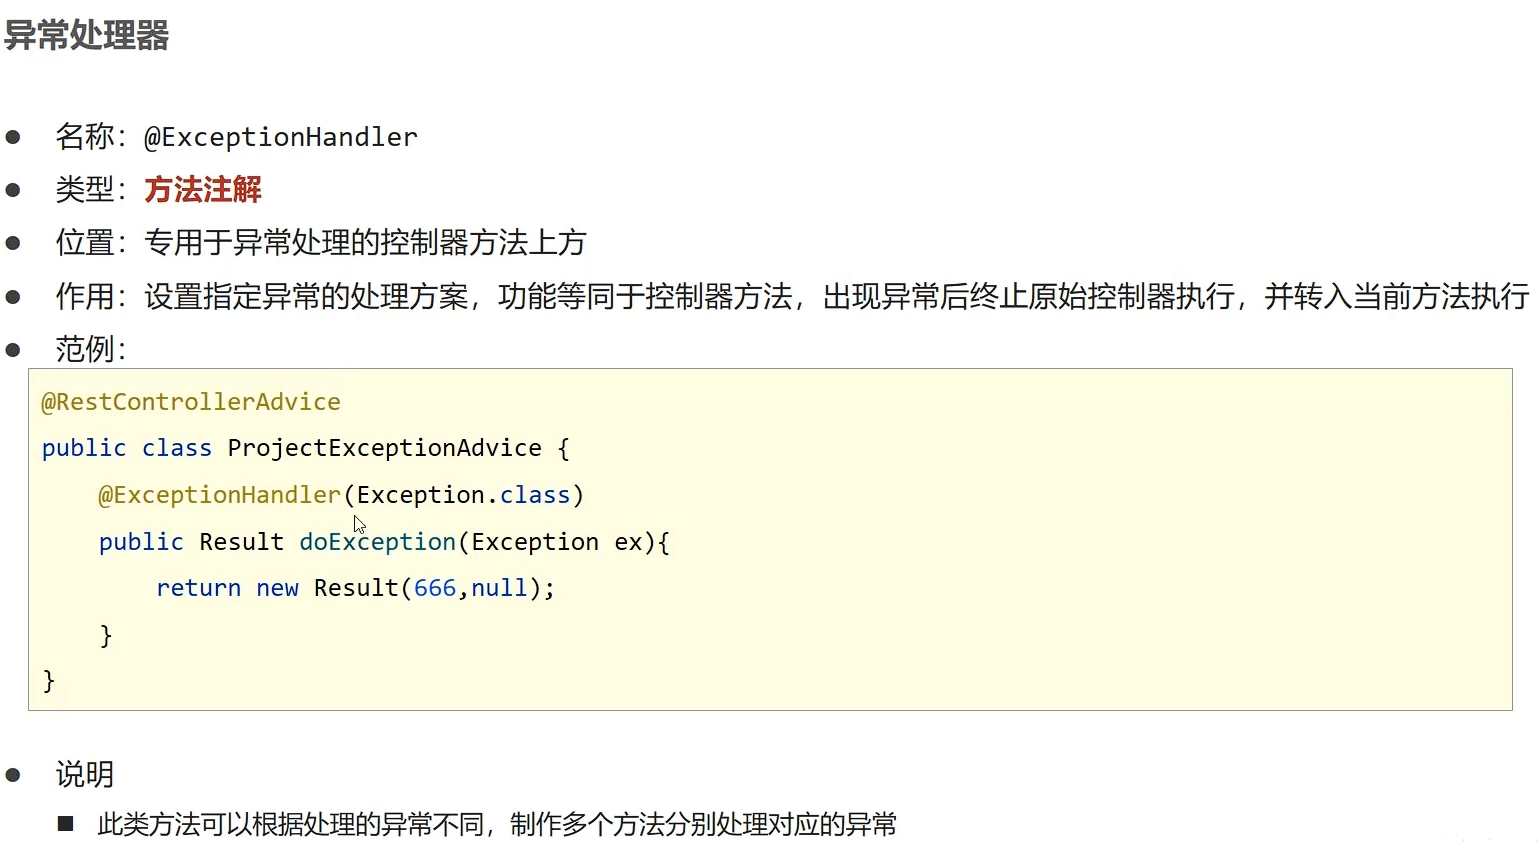 异常处理器
● 名称：@ExceptionHandler
● 类型：方法注解
● 位置：专用于异常处理的控制器方法上方
● 作用：设置指定异常的处理方案，功能等同于控制器方法，出现异常后终止原始控制器执行，并转入当前方法执行
● 范例：
@RestControllerAdvice
public class ProjectExceptionAdvice {
    @ExceptionHandler(Exception.class)
    public Result doException(Exception ex){
        return new Result(666,null);
    }
}
● 说明
■ 此类方法可以根据处理的异常不同，制作多个方法分别处理对应的异常